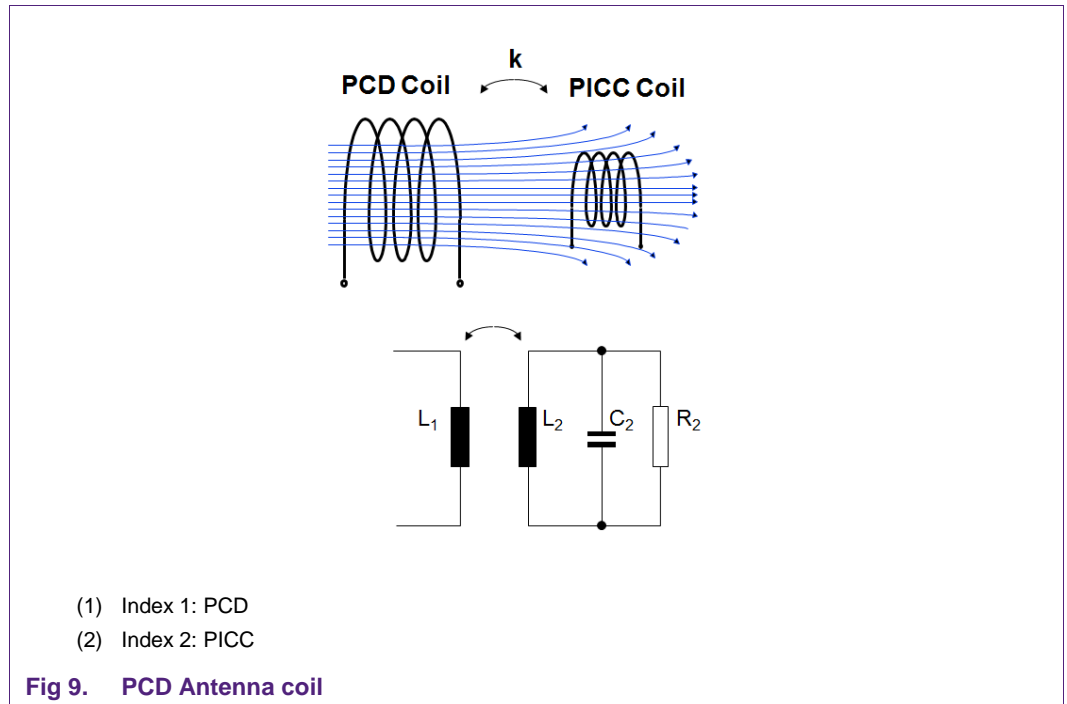 k
PCD Coil
PICC Coil
L1
L2
C2
R2
(1) Index 1: PCD
(2) Index 2: PICC
Fig 9. PCD Antenna coil